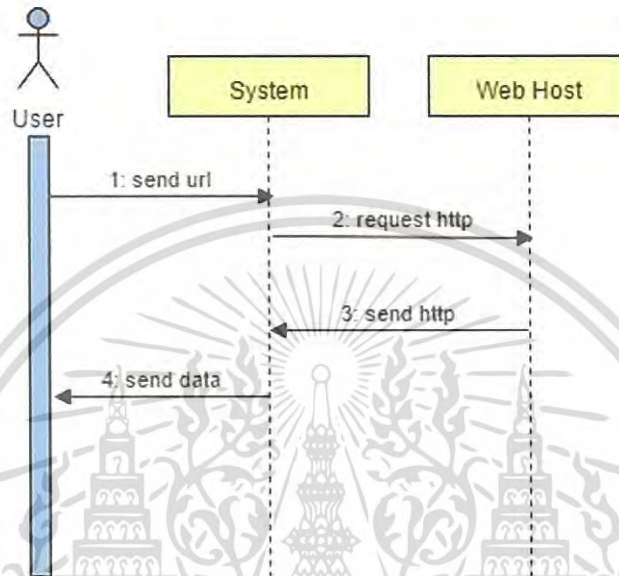 User
System
Web Host
1: send url
2: request http
3: send http
4: send data